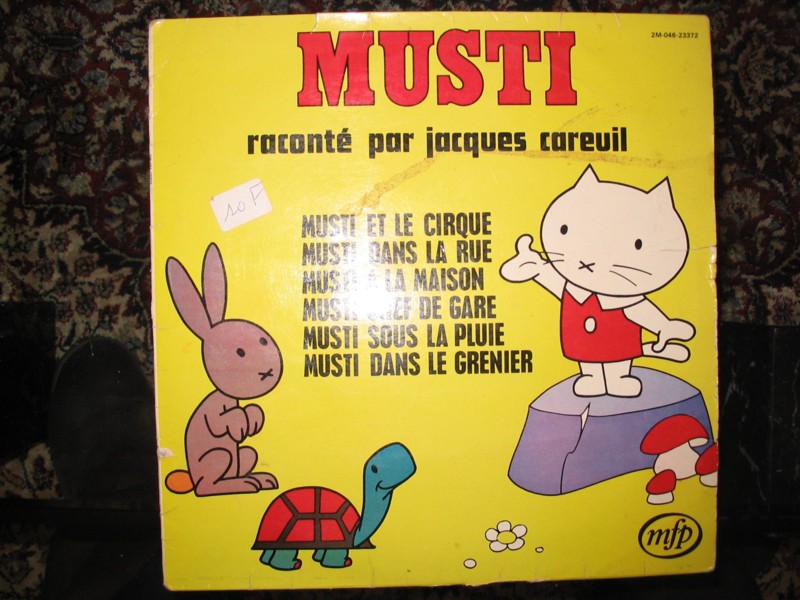 MUSTI
2M-046-23372
raconté par jacques careuil
10 F
MUSTI ET LE CIRQUE
MUSTI DANS LA RUE
MUSTI À LA MAISON
MUSTI CHEF DE GARE
MUSTI SOUS LA PLUIE
MUSTI DANS LE GRENIER
mfp